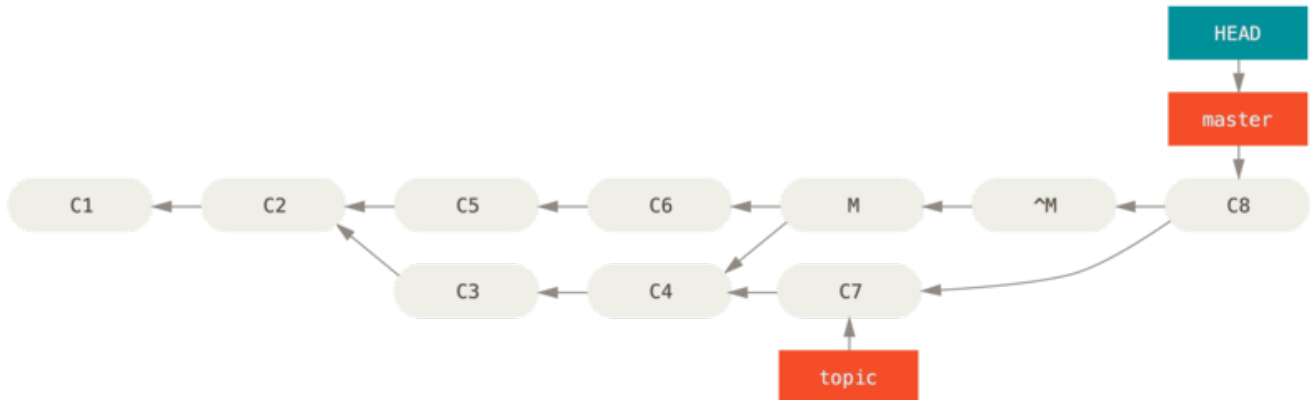 HEAD
master
C1 C2 C5 C6 M ^M C8
C3 C4 C7
topic